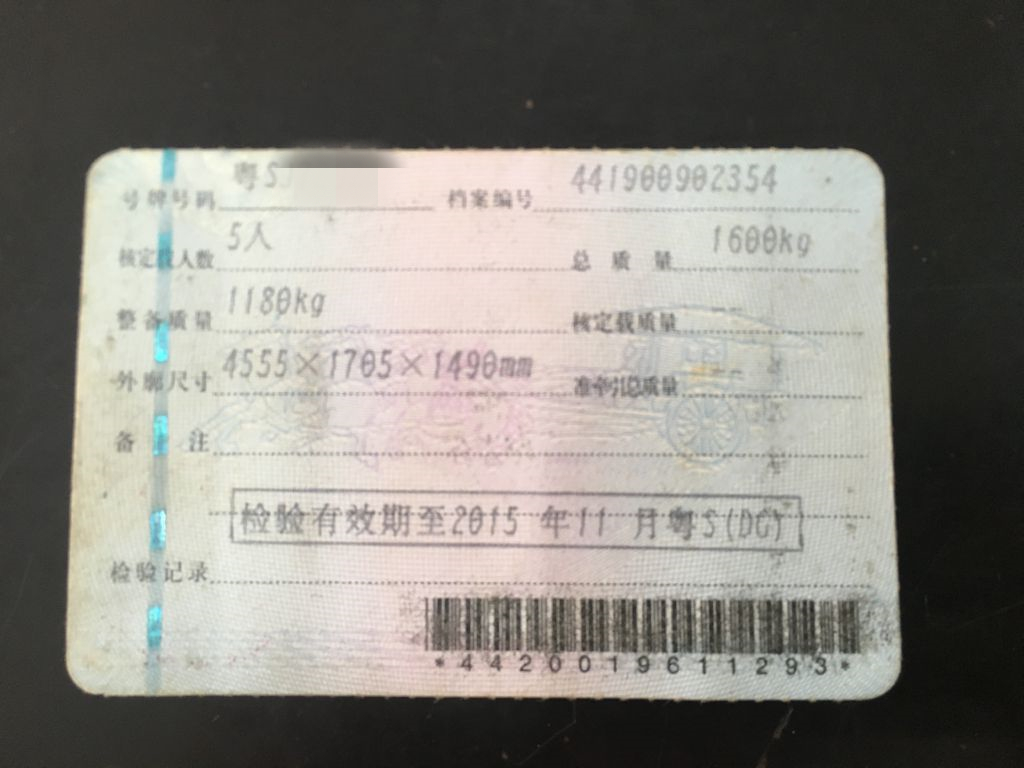 号牌号码 粤S 档案编号 441900902354
核定载人数 5人 总质量 1600kg
整备质量 1180kg 核定载质量
外廓尺寸 4555×1705×1490mm 准牵引总质量
备注
检验有效期至2015 年11 月粤S(DG)
检验记录
*4420019611293*